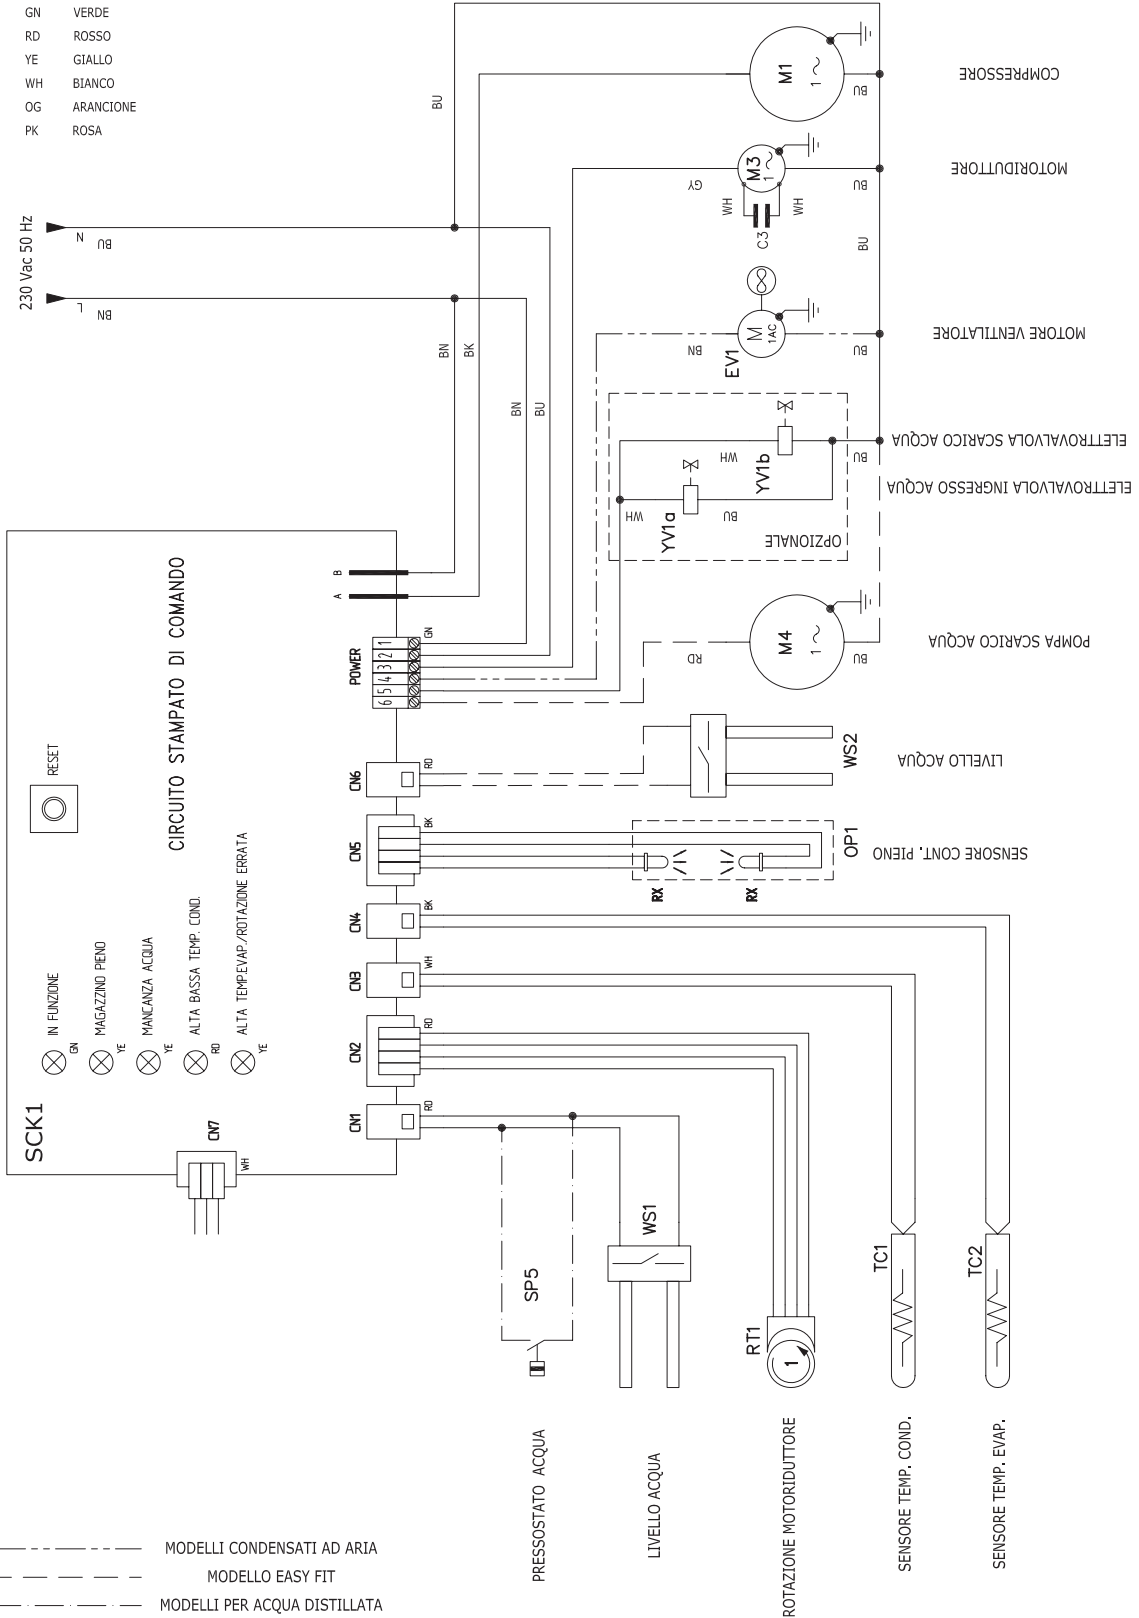 GN VERDE
RD ROSSO
YE GIALLO
WH BIANCO
OG ARANCIONE
PK ROSA
230 Vac 50 Hz
N
BU
L
BN
BU
BN
BK
BN
BU
M1
1
BU
COMPRESSORE
GY
M3
1
WH
WH
C3
BU
BU
MOTORIDUTTORE
BN
EV1
M
1AC
BU
MOTORE VENTILATORE
WH
YV1b
BU
ELETTROVALVOLA SCARICO ACQUA
WH
YV1a
BU
ELETTROVALVOLA INGRESSO ACQUA
OPZIONALE
RD
M4
1
BU
POMPA SCARICO ACQUA
WS2
LIVELLO ACQUA
RX
RX
OP1
SENSORE CONT. PIENO
SCK1
CIRCUITO STAMPATO DI COMANDO
RESET
IN FUNZIONE
GN
MAGAZZINO PIENO
YE
MANCANZA ACQUA
YE
ALTA BASSA TEMP. COND.
RD
ALTA TEMP.EVAP./ROTAZIONE ERRATA
YE
A
B
POWER
6 5 4 3 2 1
GN
CN6
RD
CN5
BK
CN4
BK
CN3
WH
CN2
RD
CN1
RD
CN7
WH
SP5
PRESSOSTATO ACQUA
WS1
LIVELLO ACQUA
RT1
1
ROTAZIONE MOTORIDUTTORE
TC1
SENSORE TEMP. COND.
TC2
SENSORE TEMP. EVAP.
MODELLI CONDENSATI AD ARIA
MODELLO EASY FIT
MODELLI PER ACQUA DISTILLATA